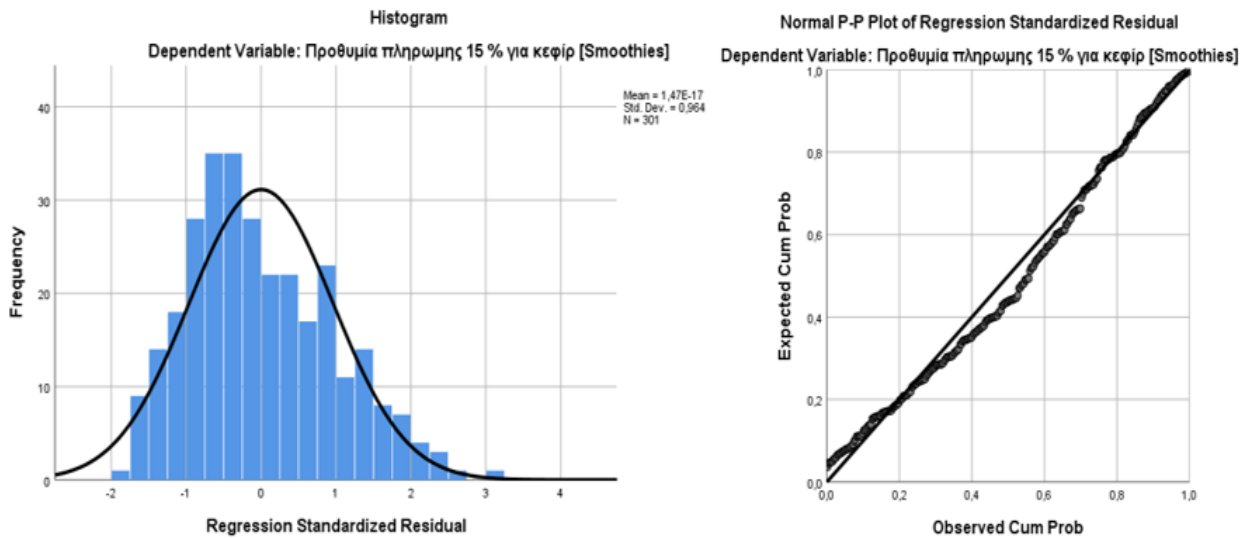 Histogram
Dependent Variable: Προθυμία πληρωμης 15 % για κεφίρ [Smoothies]
Mean = 1,47E-17
Std. Dev. = 0,964
N = 301
Frequency
40
30
20
10
0
-2 -1 0 1 2 3 4
Regression Standardized Residual
Normal P-P Plot of Regression Standardized Residual
Dependent Variable: Προθυμία πληρωμης 15 % για κεφίρ [Smoothies]
Expected Cum Prob
1,0
0,8
0,6
0,4
0,2
0,0
0,0 0,2 0,4 0,6 0,8 1,0
Observed Cum Prob